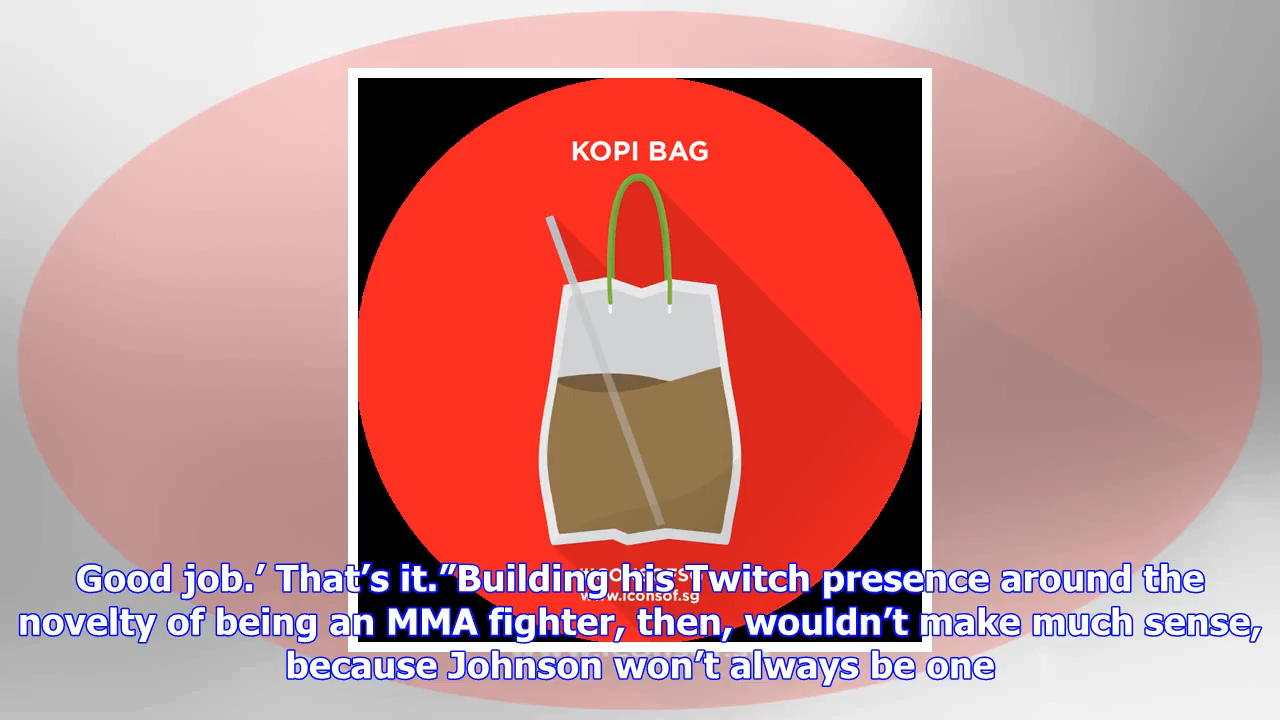 KOPI BAG
Good job.’ That’s it.”Building his Twitch presence around the
www.iconsof.sg
novelty of being an MMA fighter, then, wouldn’t make much sense,
because Johnson won’t always be one